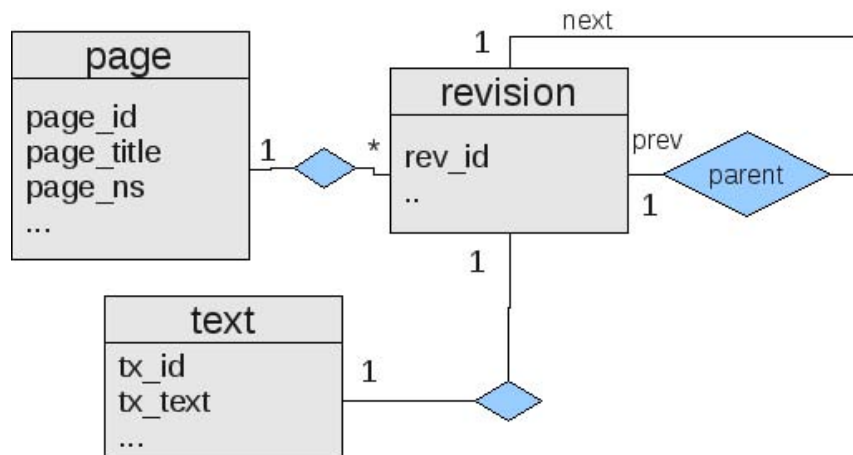 next
1
page
page_id
page_title
page_ns
...
1
*
revision
rev_id
..
prev
1
parent
1
text
tx_id
tx_text
...
1